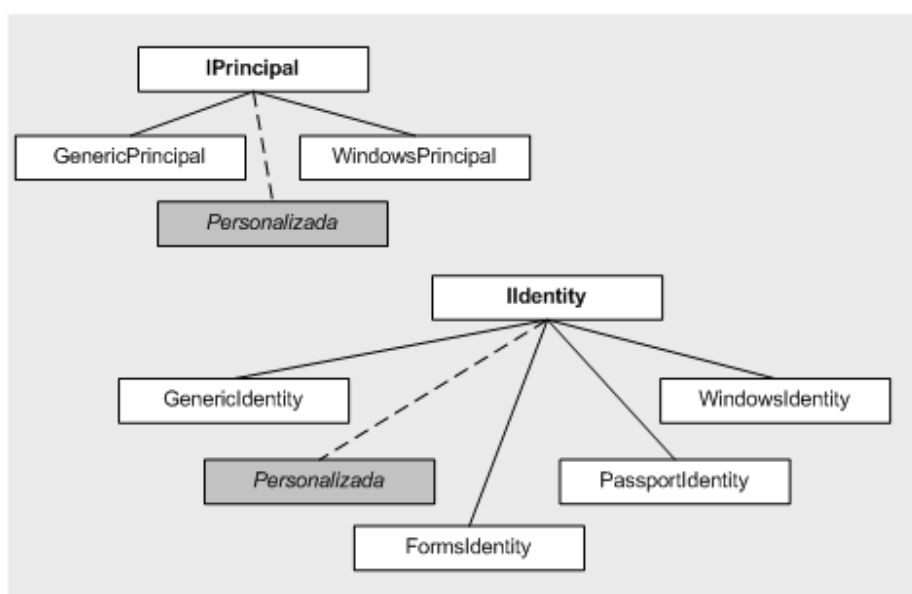 IPrincipal
GenericPrincipal
WindowsPrincipal
Personalizada
IIdentity
GenericIdentity
WindowsIdentity
Personalizada
PassportIdentity
FormsIdentity